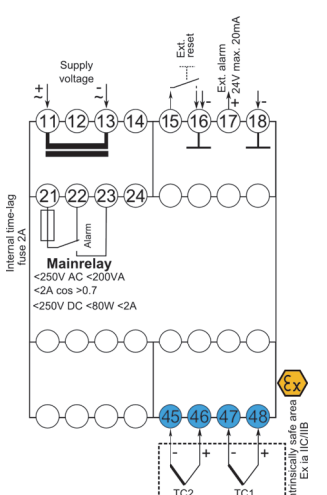 Supply
voltage
Ext.
reset
Ext. alarm
24V max. 20mA
+ - - + -
~ ~
11 12 13 14 15 16 17 18
Internal time-lag
fuse 2A
21 22 23 24
Alarm
Mainrelay
<250V AC <200VA
<2A cos >0.7
<250V DC <80W <2A
Ex
45 46 47 48
- + - +
TC2 TC1
Intrinsically safe area
Ex ia IIC/IIB